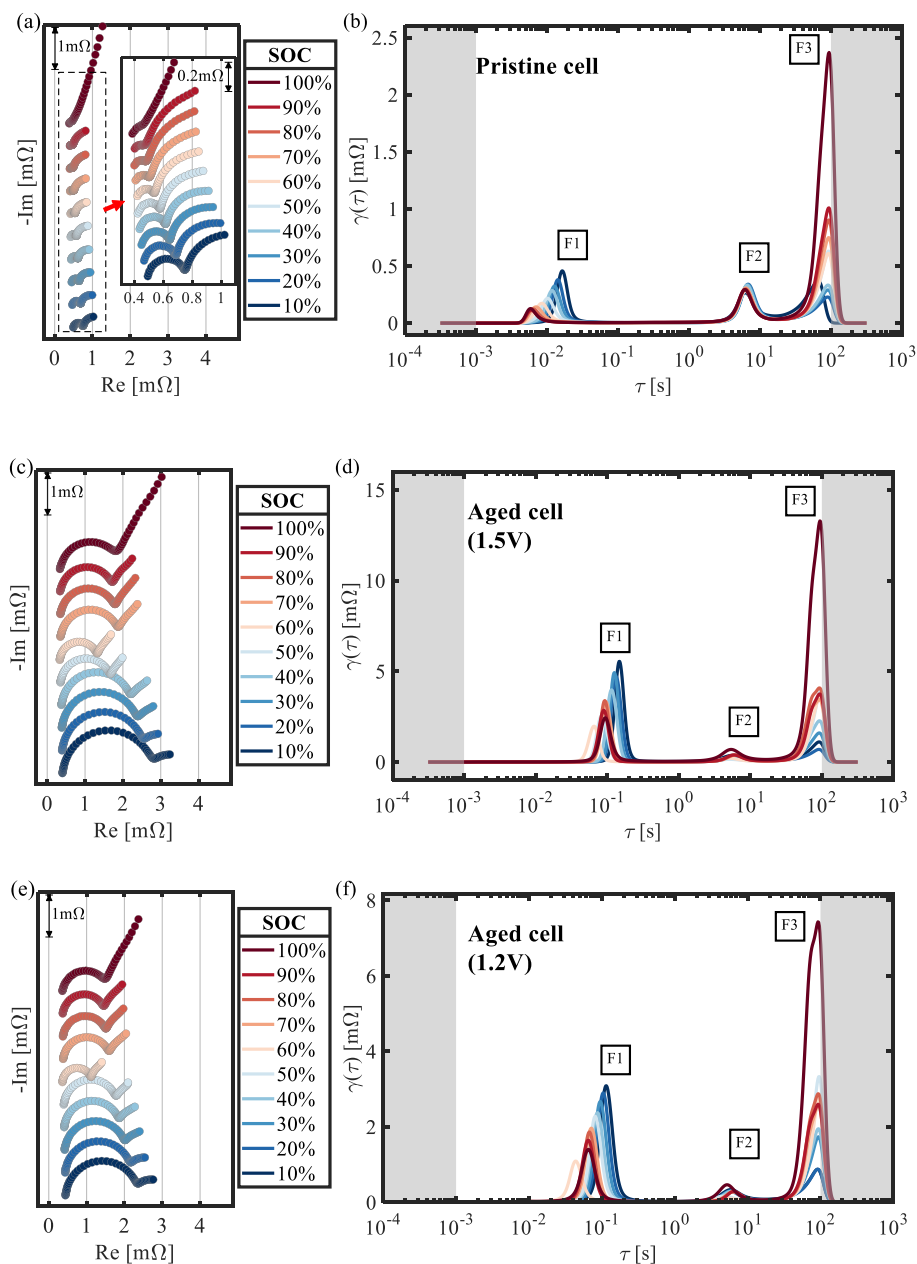 (a)
1mΩ
0.2mΩ
-Im [mΩ]
0.4 0.6 0.8 1
0 1 2 3 4
Re [mΩ]
SOC
100%
90%
80%
70%
60%
50%
40%
30%
20%
10%
(b)
Pristine cell
F1
F2
F3
γ(τ) [mΩ]
2.5
2
1.5
1
0.5
0
10⁻⁴ 10⁻³ 10⁻² 10⁻¹ 10⁰ 10¹ 10² 10³
τ [s]
(c)
1mΩ
-Im [mΩ]
0 1 2 3 4
Re [mΩ]
SOC
100%
90%
80%
70%
60%
50%
40%
30%
20%
10%
(d)
Aged cell
(1.5V)
F1
F2
F3
γ(τ) [mΩ]
15
10
5
0
10⁻⁴ 10⁻³ 10⁻² 10⁻¹ 10⁰ 10¹ 10² 10³
τ [s]
(e)
1mΩ
-Im [mΩ]
0 1 2 3 4
Re [mΩ]
SOC
100%
90%
80%
70%
60%
50%
40%
30%
20%
10%
(f)
Aged cell
(1.2V)
F1
F2
F3
γ(τ) [mΩ]
8
6
4
2
0
10⁻⁴ 10⁻³ 10⁻² 10⁻¹ 10⁰ 10¹ 10² 10³
τ [s]